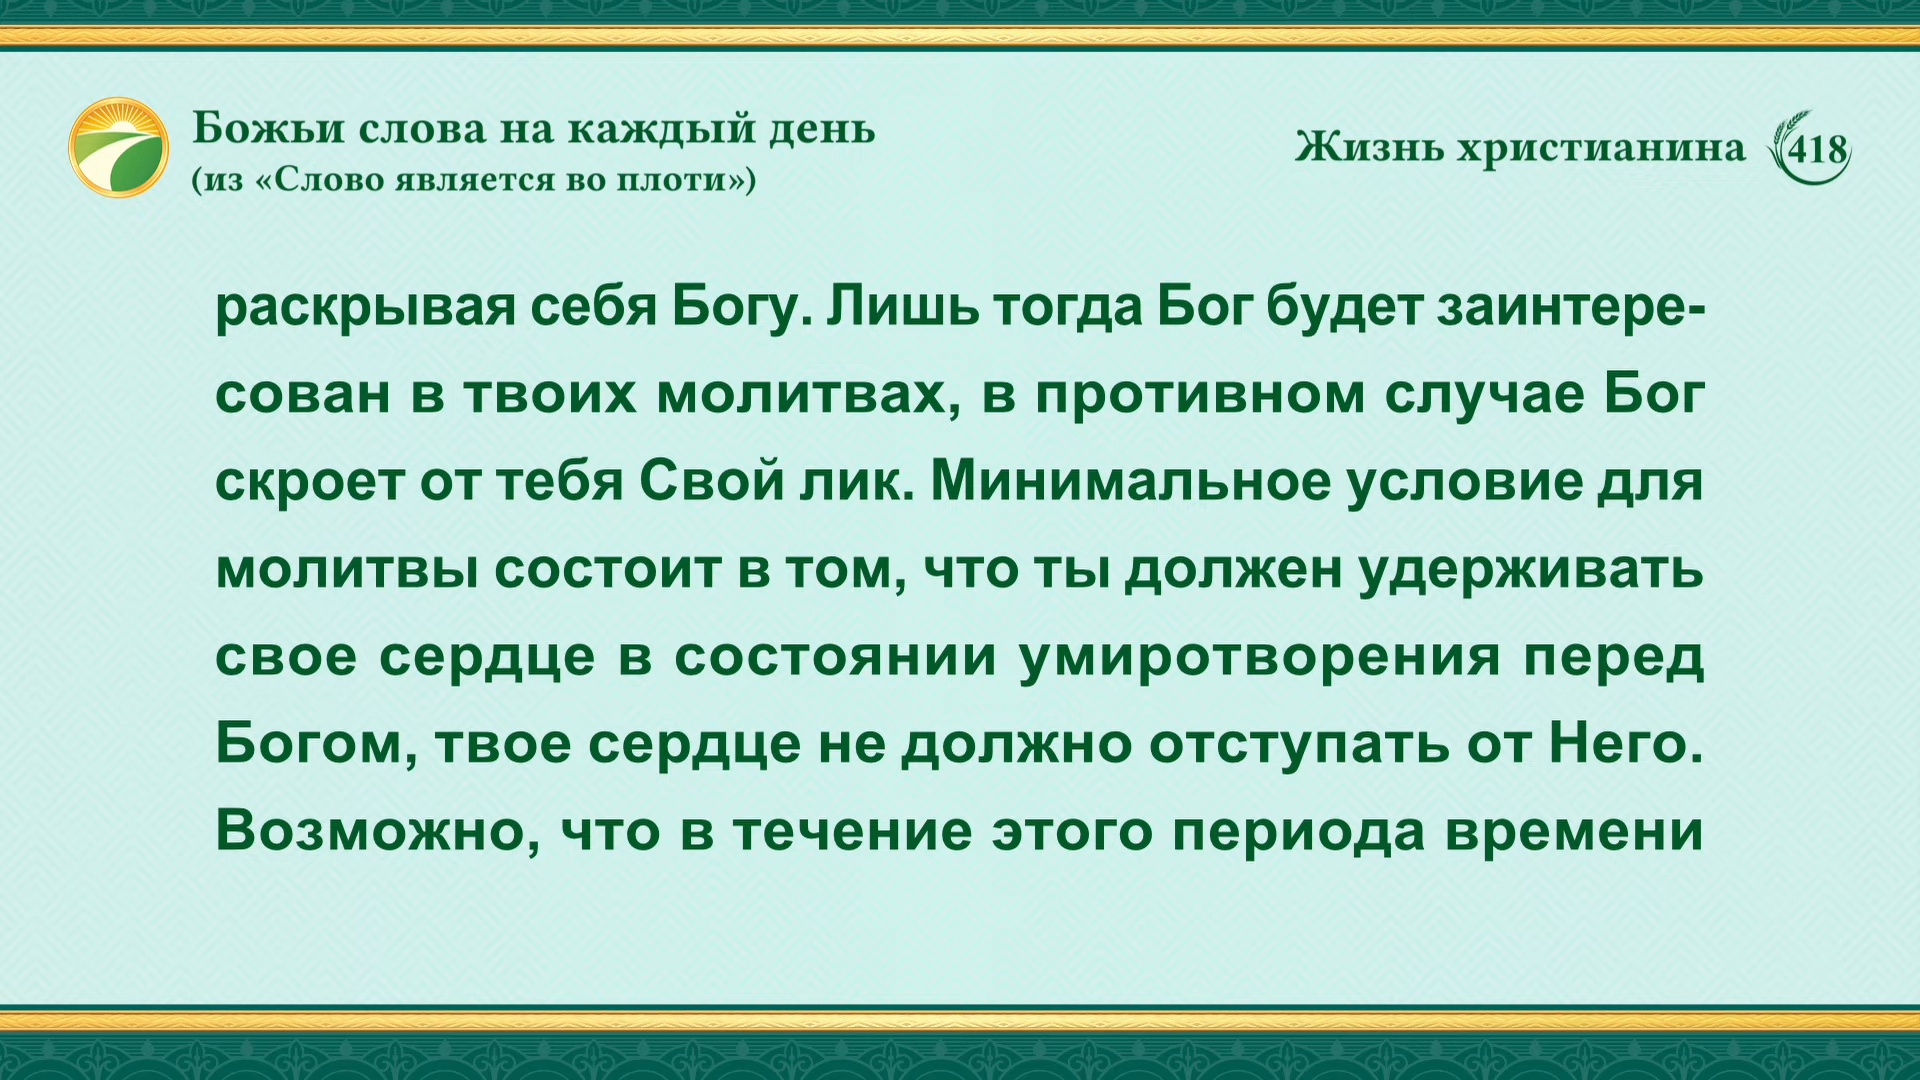 Божьи слова на каждый день
(из «Слово является во плоти»)
Жизнь христианина 418
раскрывая себя Богу. Лишь тогда Бог будет заинтере-
сован в твоих молитвах, в противном случае Бог
скроет от тебя Свой лик. Минимальное условие для
молитвы состоит в том, что ты должен удерживать
свое сердце в состоянии умиротворения перед
Богом, твое сердце не должно отступать от Него.
Возможно, что в течение этого периода времени